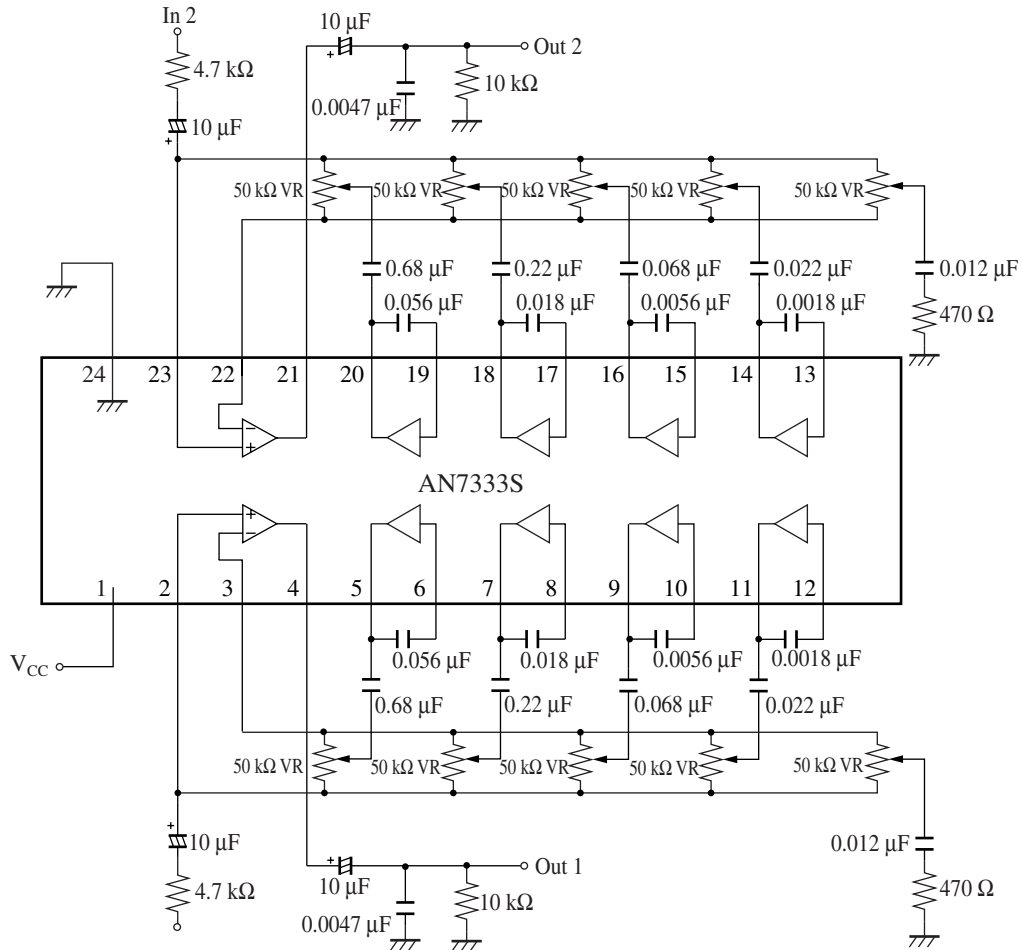 In 2
4.7 kΩ
10 µF
+
10 µF
+
Out 2
0.0047 µF
10 kΩ
50 kΩ VR
50 kΩ VR
50 kΩ VR
50 kΩ VR
50 kΩ VR
0.68 µF
0.22 µF
0.068 µF
0.022 µF
0.012 µF
0.056 µF
0.018 µF
0.0056 µF
0.0018 µF
470 Ω
24 23 22 21 20 19 18 17 16 15 14 13
−
+
AN7333S
+
−
1 2 3 4 5 6 7 8 9 10 11 12
VCC
0.056 µF
0.018 µF
0.0056 µF
0.0018 µF
0.68 µF
0.22 µF
0.068 µF
0.022 µF
50 kΩ VR
50 kΩ VR
50 kΩ VR
50 kΩ VR
50 kΩ VR
+
10 µF
4.7 kΩ
+
10 µF
Out 1
0.0047 µF
10 kΩ
0.012 µF
470 Ω